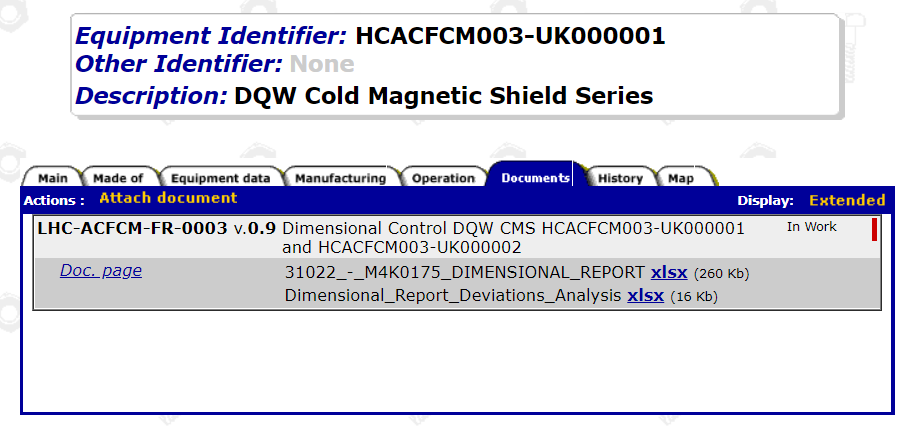 Equipment Identifier: HCACFCM003-UK000001
Other Identifier: None
Description: DQW Cold Magnetic Shield Series
Main Made of Equipment data Manufacturing Operation Documents History Map
Actions : Attach document Display: Extended
LHC-ACFCM-FR-0003 v.0.9 Dimensional Control DQW CMS HCACFCM003-UK000001 In Work
and HCACFCM003-UK000002
Doc. page 31022_-_M4K0175_DIMENSIONAL_REPORT xlsx (260 Kb)
Dimensional_Report_Deviations_Analysis xlsx (16 Kb)